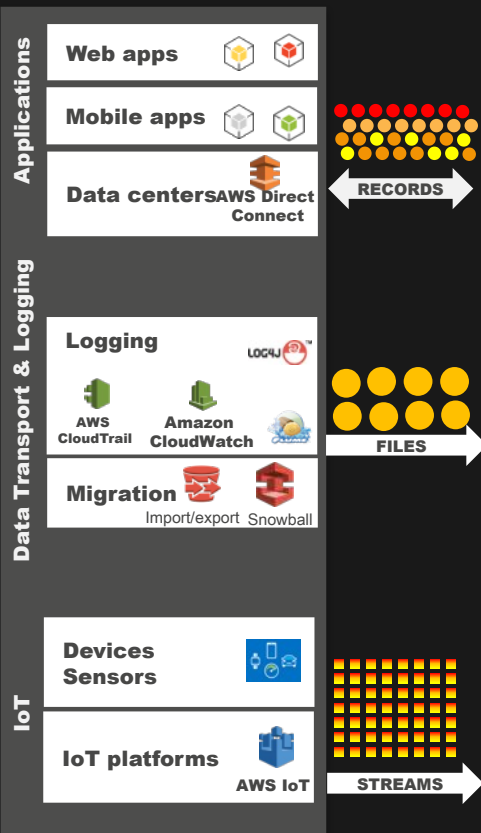 Applications
Web apps
Mobile apps
Data centers
AWS Direct
Connect
RECORDS
Data Transport & Logging
Logging
LOG4J™
AWS
CloudTrail
Amazon
CloudWatch
FILES
Migration
Import/export
Snowball
IoT
Devices
Sensors
IoT platforms
AWS IoT
STREAMS